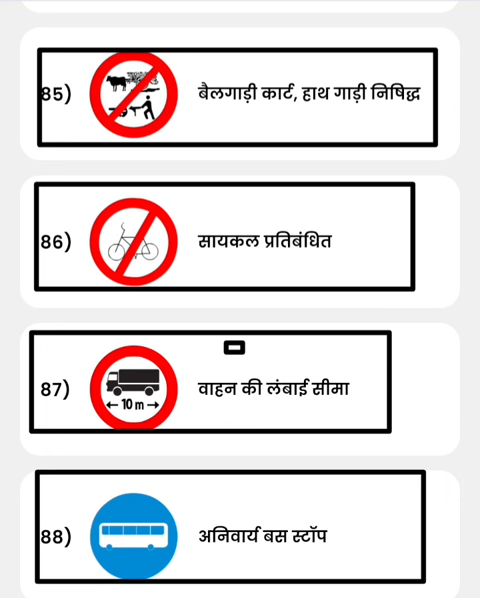 85) बैलगाड़ी कार्ट, हाथ गाड़ी निषिद्ध
86) सायकल प्रतिबंधित
87) वाहन की लंबाई सीमा
10 m
88) अनिवार्य बस स्टॉप